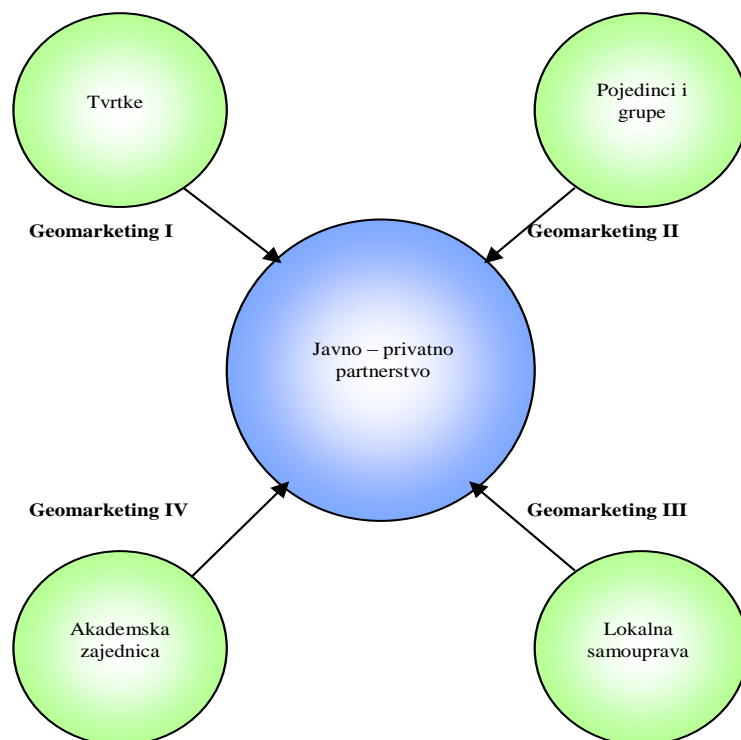 Tvrtke
Pojedinci i
grupe
Geomarketing I
Geomarketing II
Javno – privatno
partnerstvo
Geomarketing IV
Geomarketing III
Akademska
zajednica
Lokalna
samouprava